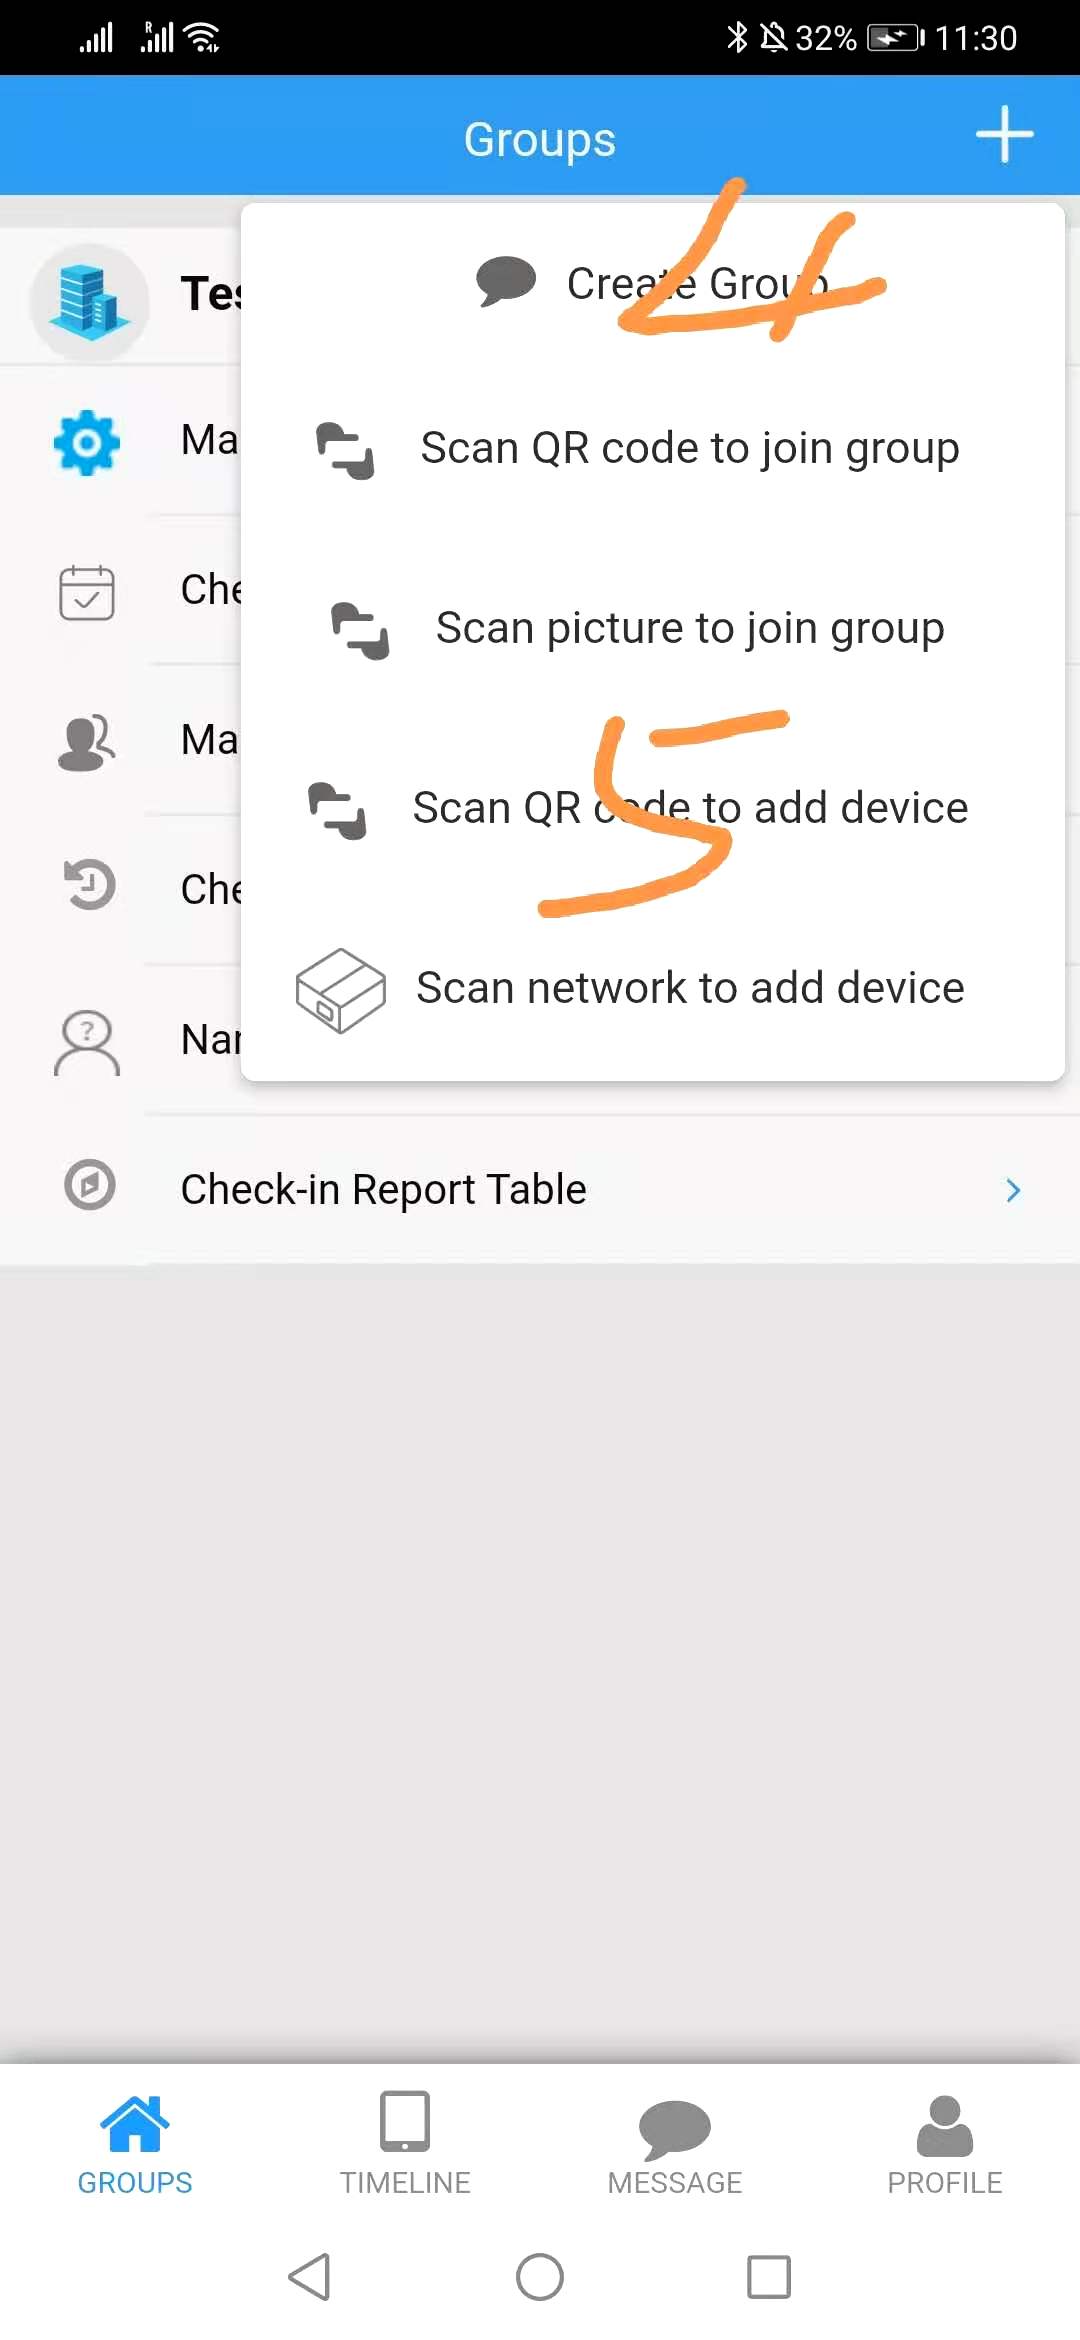 R 32% 11:30
Groups
Create Group
Scan QR code to join group
Scan picture to join group
Scan QR code to add device
Scan network to add device
4
5
Tes
Ma
Che
Ma
Che
Nar
Check-in Report Table
GROUPS TIMELINE MESSAGE PROFILE